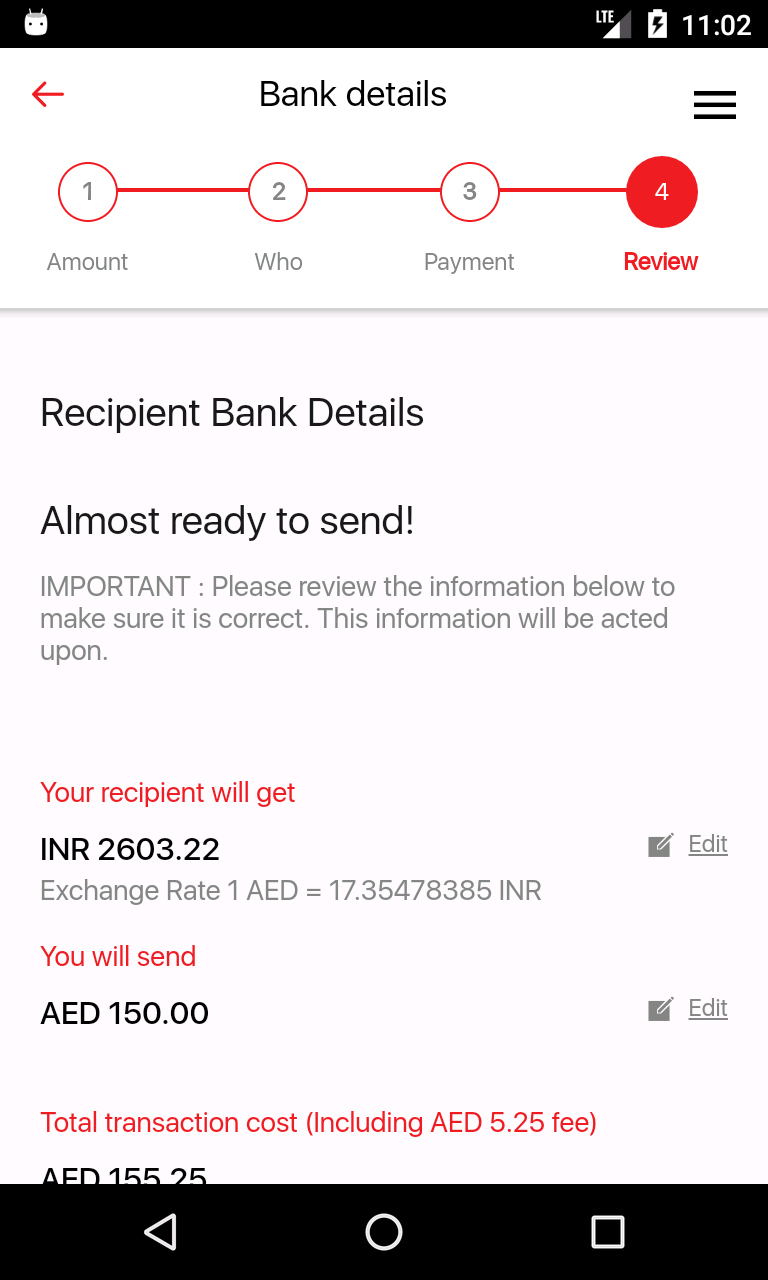 LTE 11:02
Bank details
1 2 3 4
Amount Who Payment Review
Recipient Bank Details
Almost ready to send!
IMPORTANT : Please review the information below to
make sure it is correct. This information will be acted
upon.
Your recipient will get
INR 2603.22 Edit
Exchange Rate 1 AED = 17.35478385 INR
You will send
AED 150.00 Edit
Total transaction cost (Including AED 5.25 fee)
AED 155.25